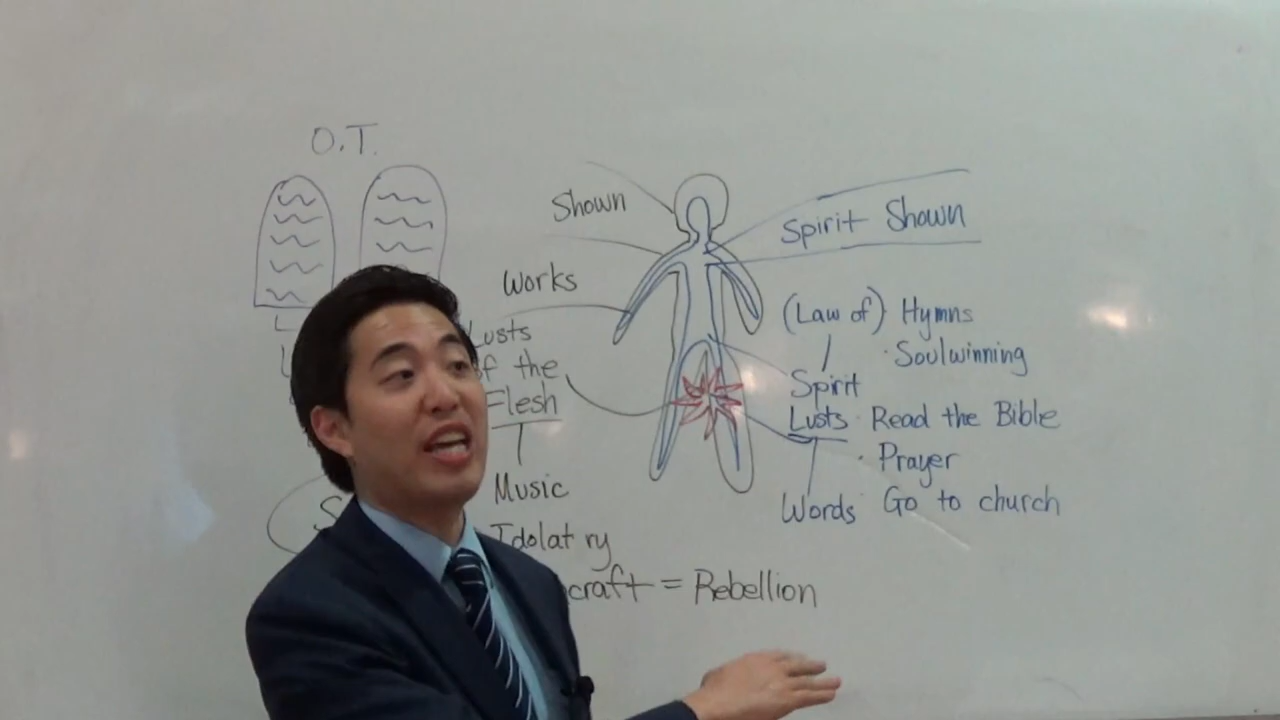 O.T.
Shown
Works
Lusts
of the
Flesh
Music
Idolatry
craft = Rebellion
Spirit Shown
(Law of) Hymns
· Soulwinning
Spirit
Lusts · Read the Bible
· Prayer
Words · Go to church